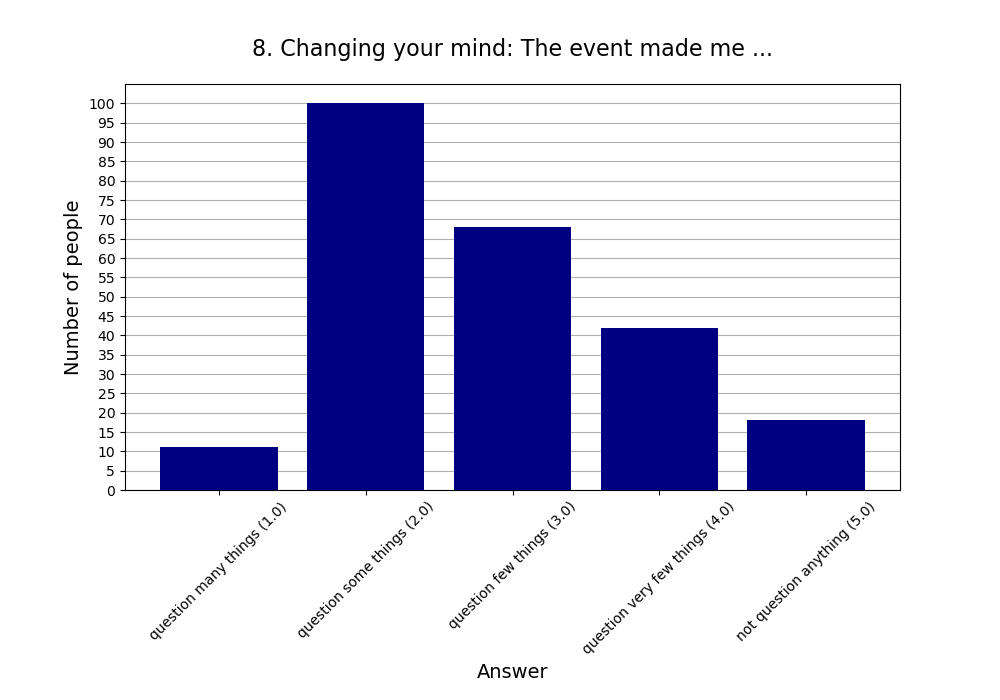 8. Changing your mind: The event made me ...
Number of people
100
95
90
85
80
75
70
65
60
55
50
45
40
35
30
25
20
15
10
5
0
question many things (1.0)
question some things (2.0)
question few things (3.0)
question very few things (4.0)
not question anything (5.0)
Answer